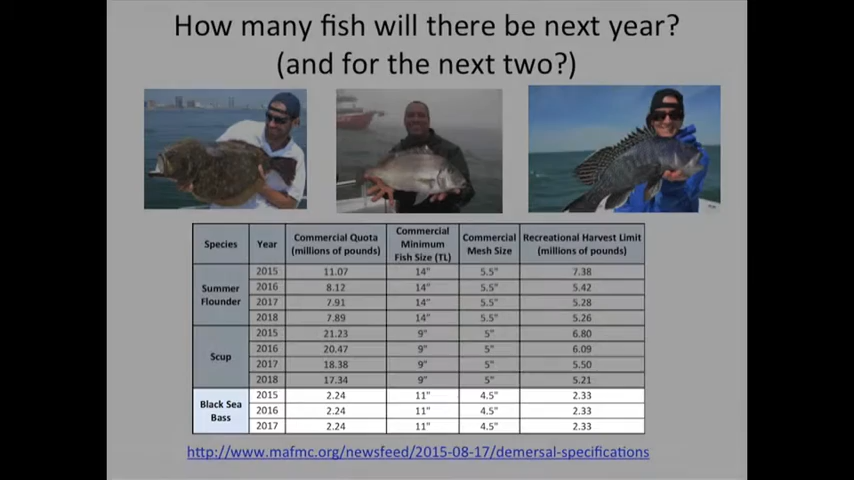 How many fish will there be next year?
(and for the next two?)
Species Year Commercial Quota (millions of pounds) Commercial Minimum Fish Size (TL) Commercial Mesh Size Recreational Harvest Limit (millions of pounds)
Summer Flounder 2015 11.07 14" 5.5" 7.38
2016 8.12 14" 5.5" 5.42
2017 7.91 14" 5.5" 5.28
2018 7.89 14" 5.5" 5.26
Scup 2015 21.23 9" 5" 6.80
2016 20.47 9" 5" 6.09
2017 18.38 9" 5" 5.50
2018 17.34 9" 5" 5.21
Black Sea Bass 2015 2.24 11" 4.5" 2.33
2016 2.24 11" 4.5" 2.33
2017 2.24 11" 4.5" 2.33
http://www.mafmc.org/newsfeed/2015-08-17/demersal-specifications